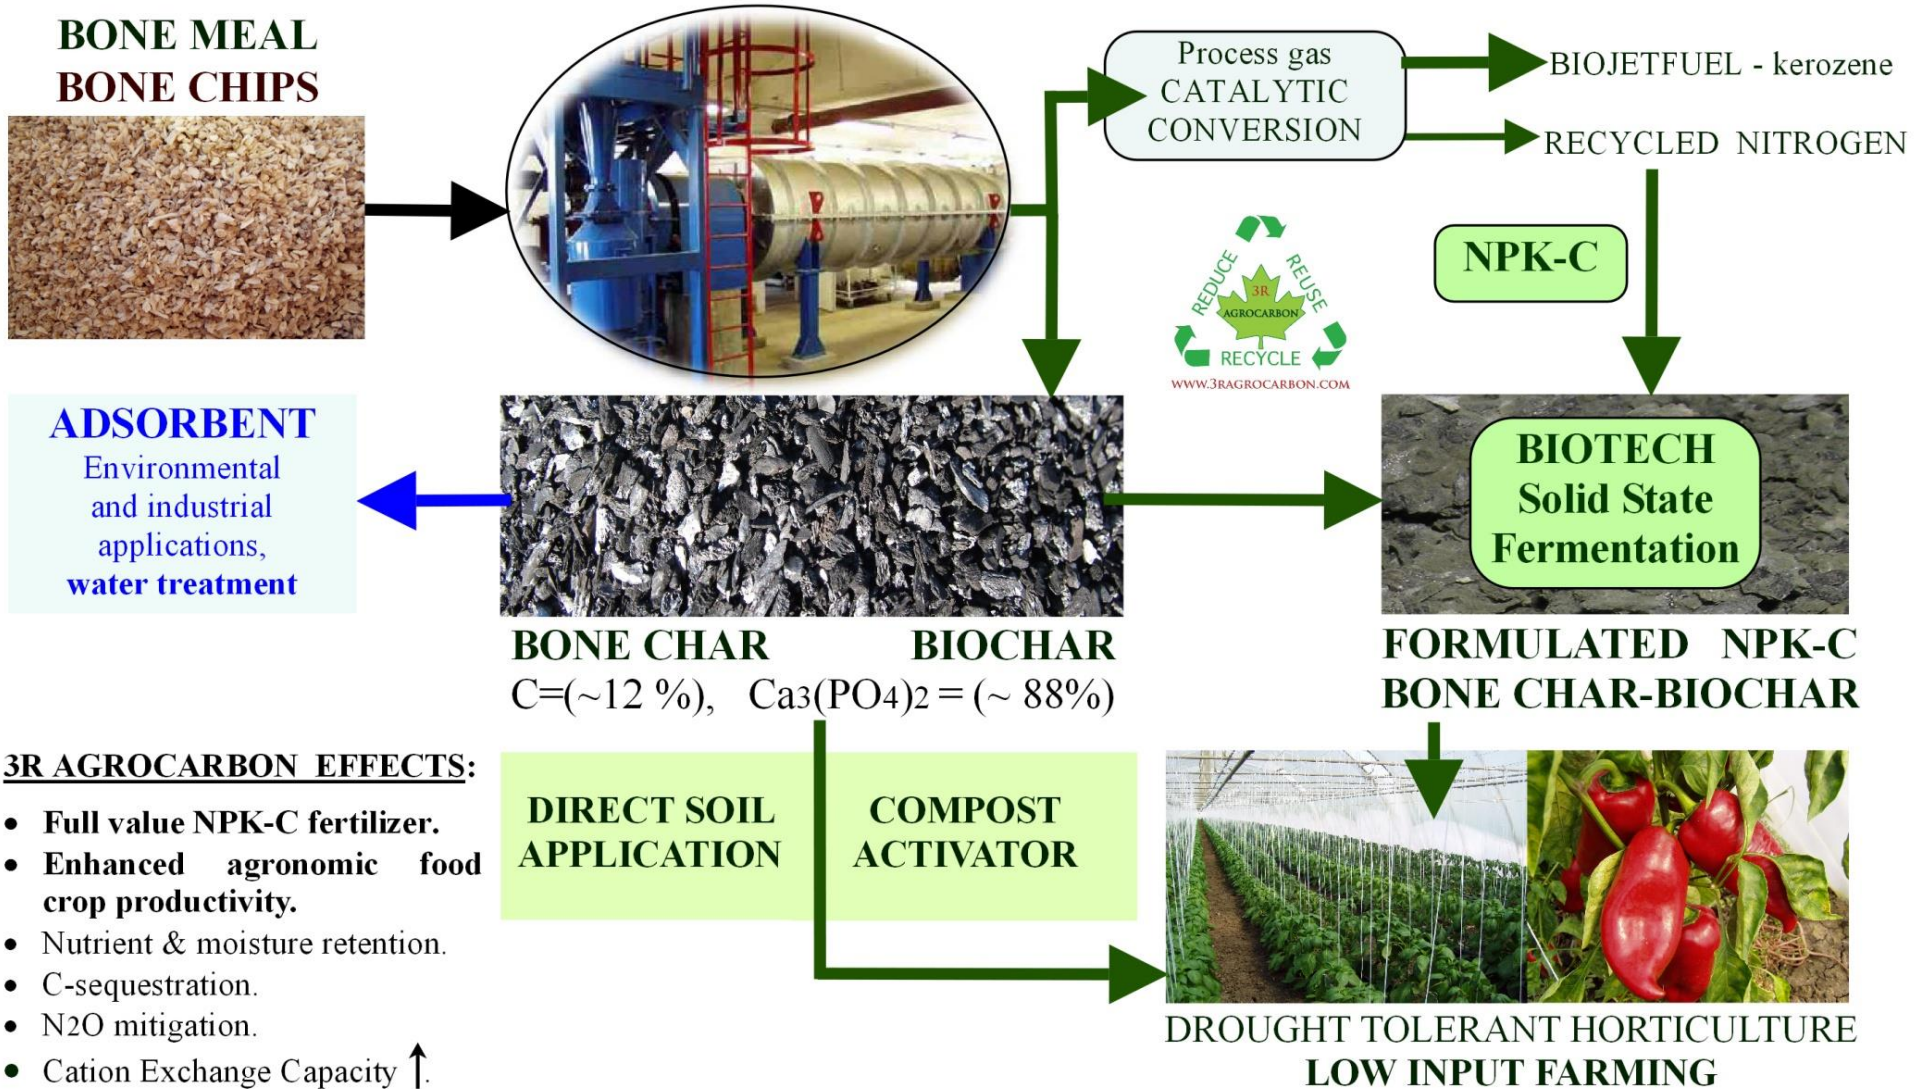 BONE MEAL
BONE CHIPS
Process gas
CATALYTIC
CONVERSION
BIOJETFUEL - kerozene
RECYCLED NITROGEN
NPK-C
REDUCE
REUSE
3R
AGROCARBON
RECYCLE
WWW.3RAGROCARBON.COM
ADSORBENT
Environmental
and industrial
applications,
water treatment
BIOTECH
Solid State
Fermentation
BONE CHAR BIOCHAR
C=(~12 %), Ca3(PO4)2 = (~ 88%)
FORMULATED NPK-C
BONE CHAR-BIOCHAR
3R AGROCARBON EFFECTS:
• Full value NPK-C fertilizer.
• Enhanced agronomic food
crop productivity.
• Nutrient & moisture retention.
• C-sequestration.
• N2O mitigation.
• Cation Exchange Capacity ↑.
DIRECT SOIL
APPLICATION
COMPOST
ACTIVATOR
DROUGHT TOLERANT HORTICULTURE
LOW INPUT FARMING